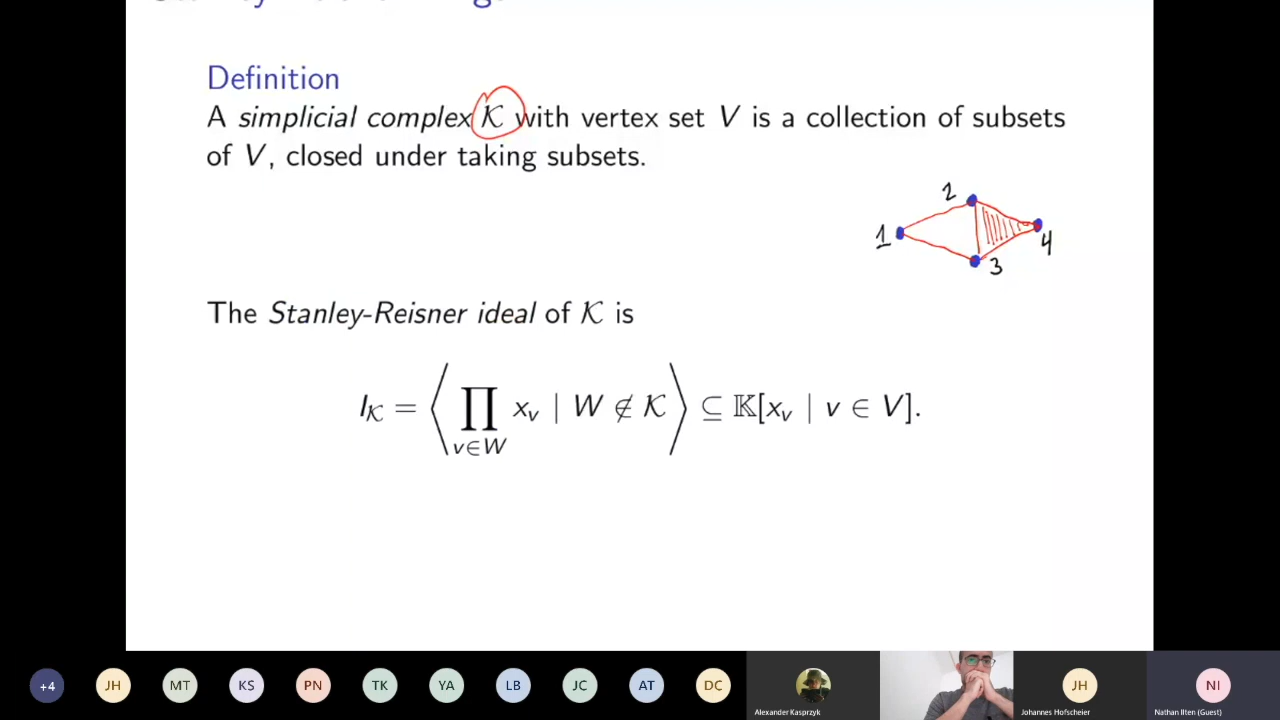 Definition
A simplicial complex K with vertex set V is a collection of subsets
of V, closed under taking subsets.
1
2
3
4
The Stanley-Reisner ideal of K is
I_K = ⟨ ∏_{v∈W} x_v | W ∉ K ⟩ ⊆ 𝕂[x_v | v ∈ V].
+4 JH MT KS PN TK YA LB JC AT DC JH NI
Alexander Kasprzyk Johannes Hofscheier Nathan Ilten (Guest)